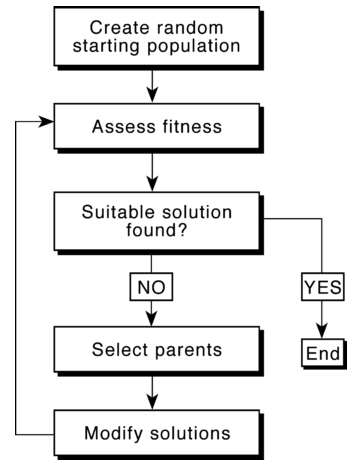 Create random
starting population
Assess fitness
Suitable solution
found?
NO
YES
Select parents
End
Modify solutions